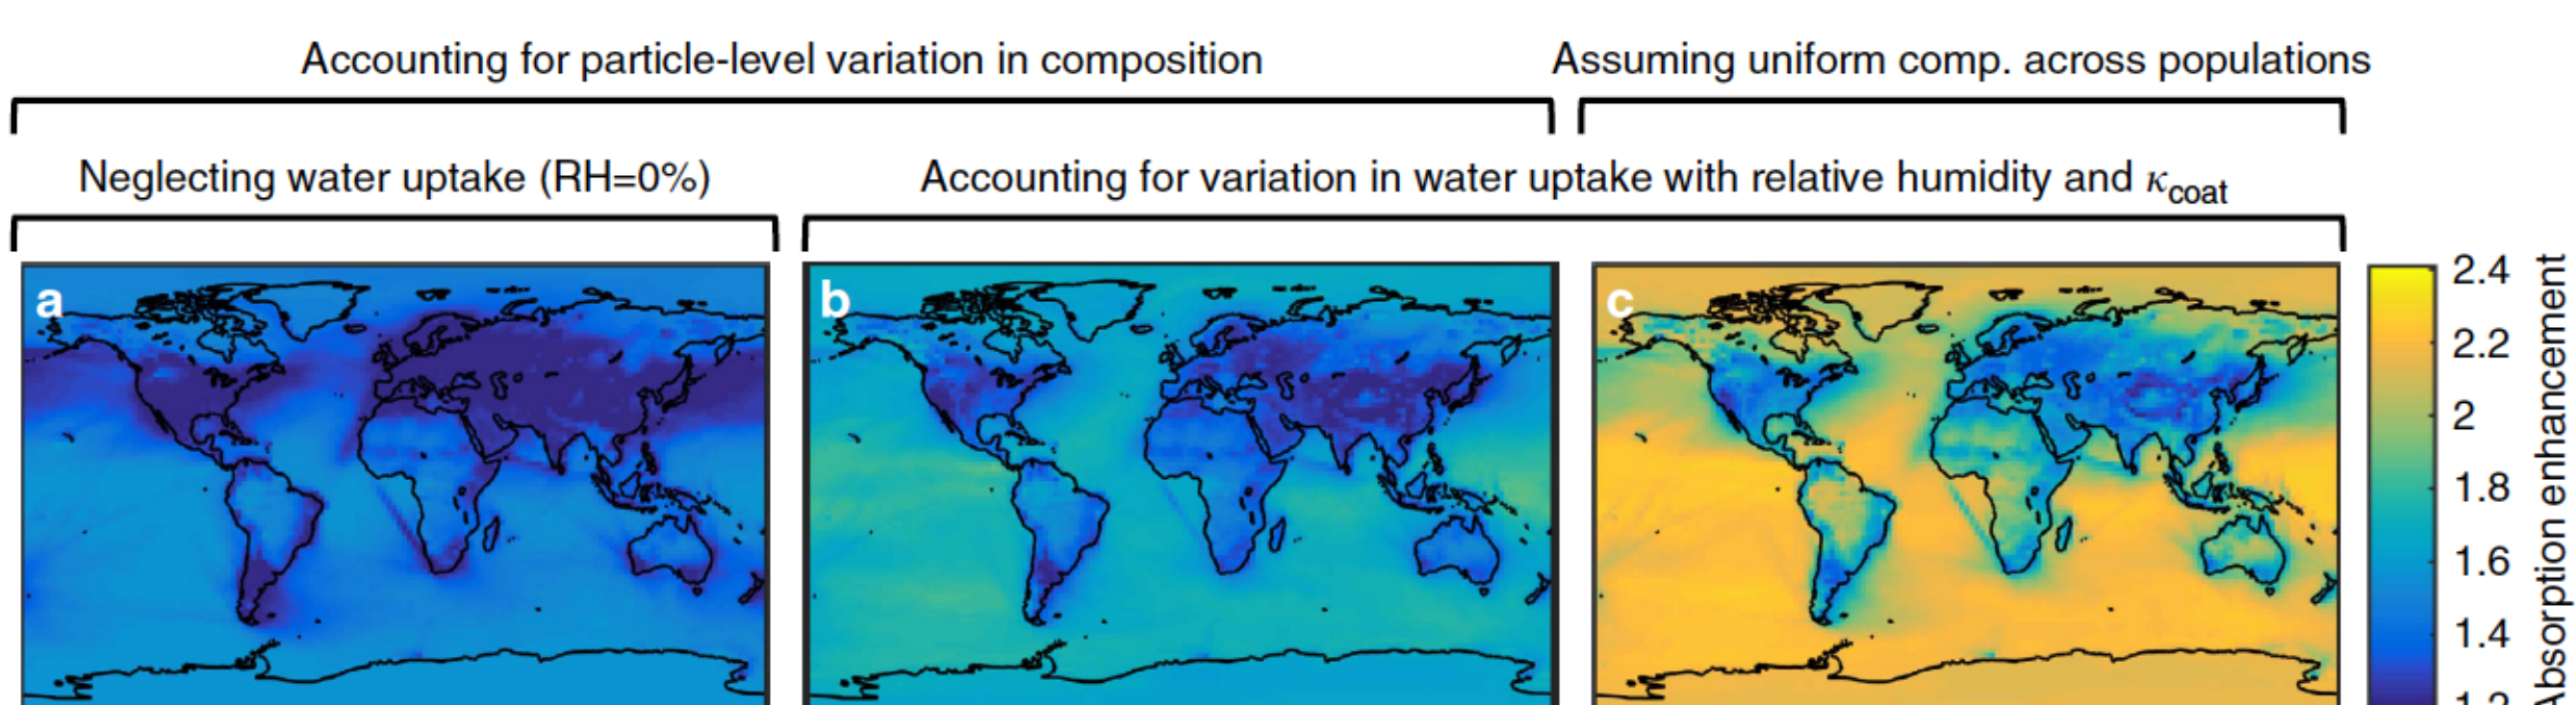 Accounting for particle-level variation in composition
Assuming uniform comp. across populations
Neglecting water uptake (RH=0%)
Accounting for variation in water uptake with relative humidity and κcoat
a
b
c
2.4
2.2
2
1.8
1.6
1.4
Absorption enhancement